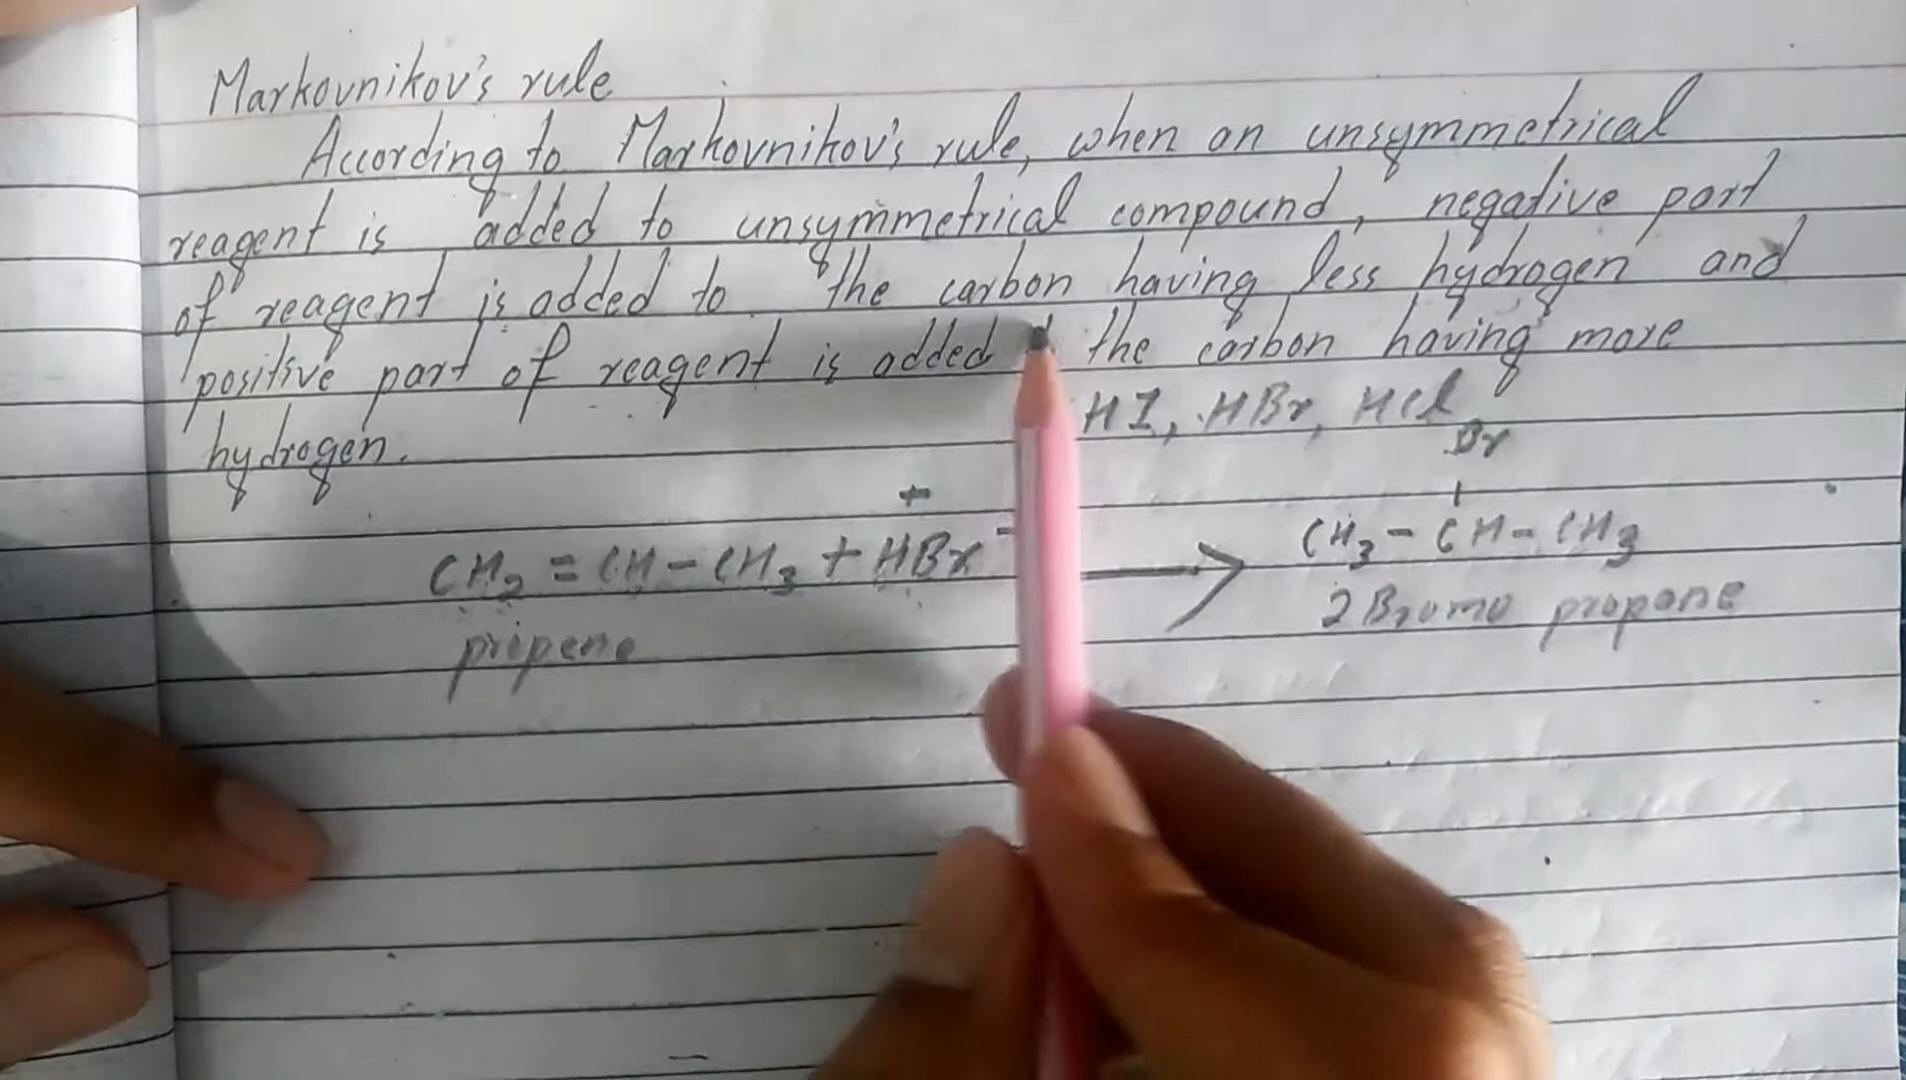 Markovnikov's rule
According to Markovnikov's rule, when an unsymmetrical
reagent is added to unsymmetrical compound, negative part
of reagent is added to the carbon having less hydrogen and
positive part of reagent is added the carbon having more
hydrogen.
HI, HBr, HCl
Br
+ -
CH₂ = CH - CH₃ + HBr → CH₃ - CH - CH₃
propene
2 Bromo propane